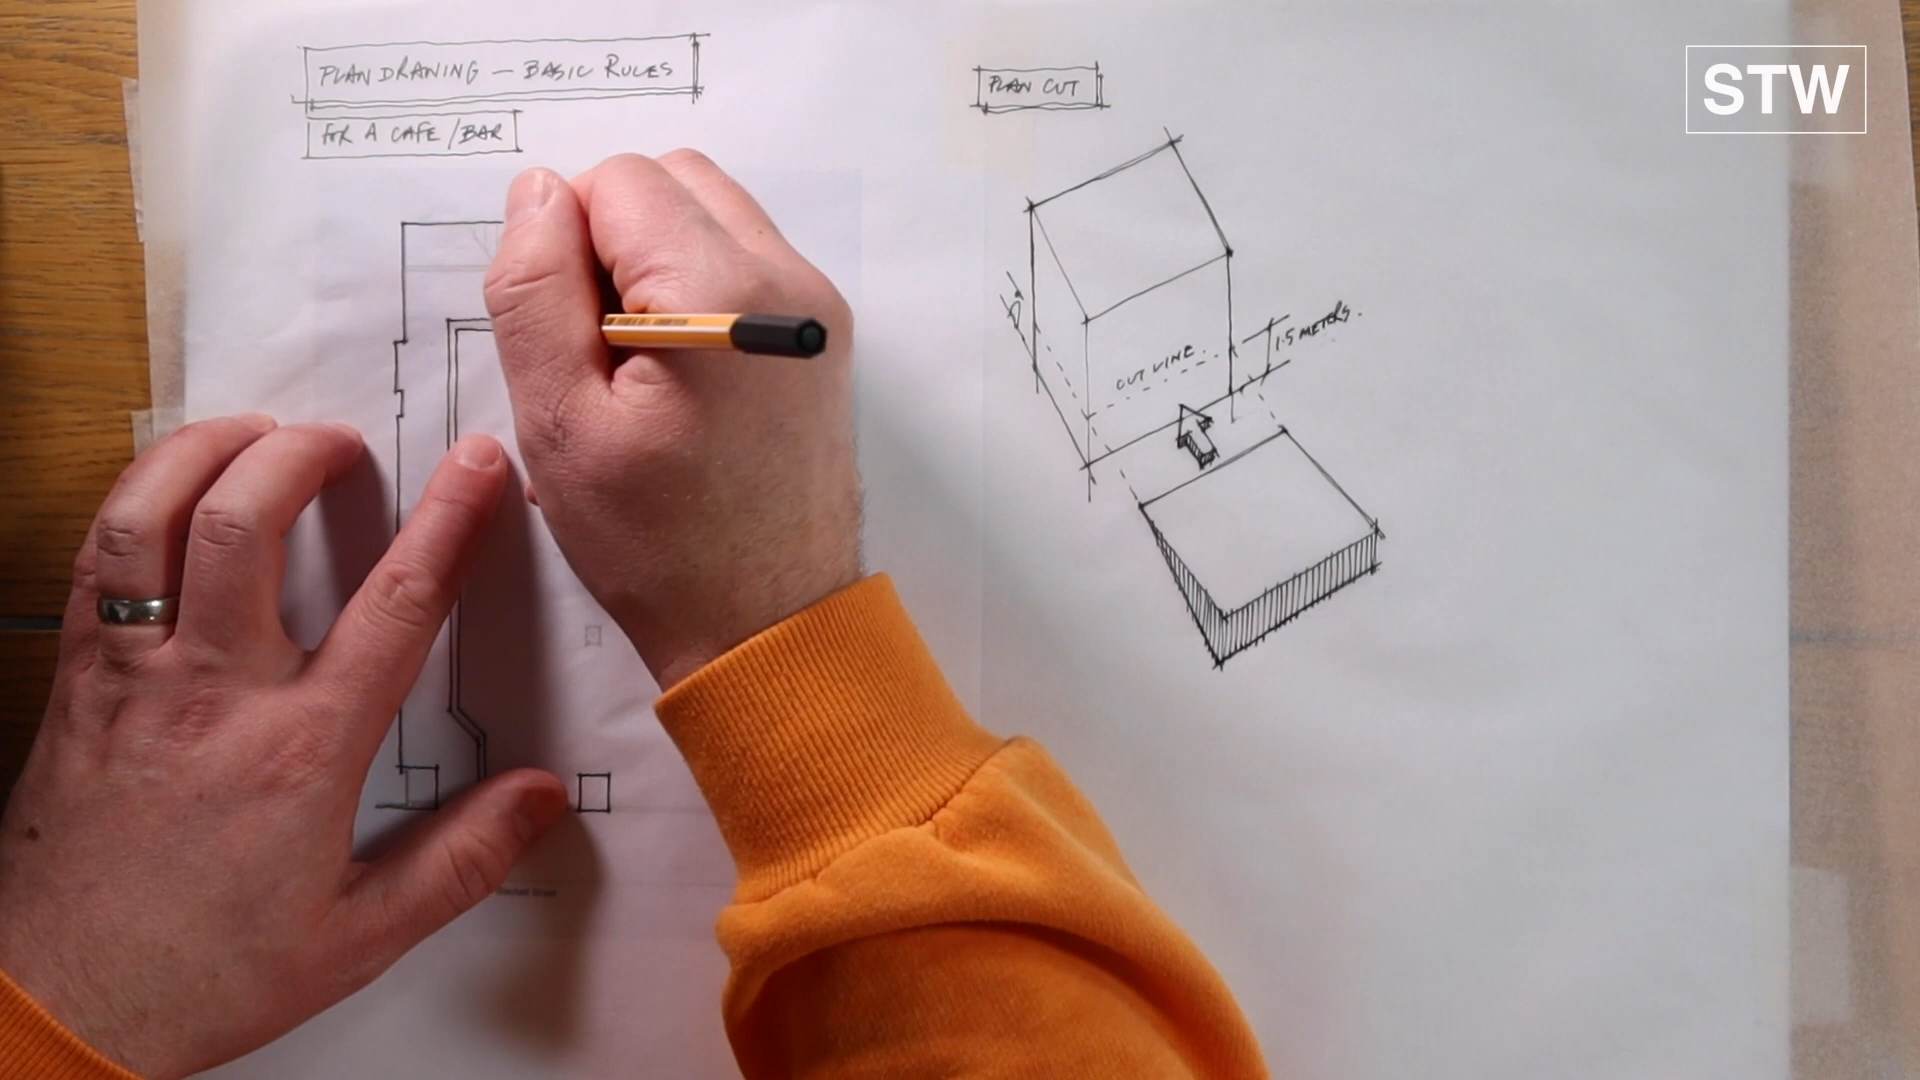 PLAN DRAWING — BASIC RULES
FOR A CAFE/BAR
PLAN CUT
STW
1.5 METERS.
CUT LINE.